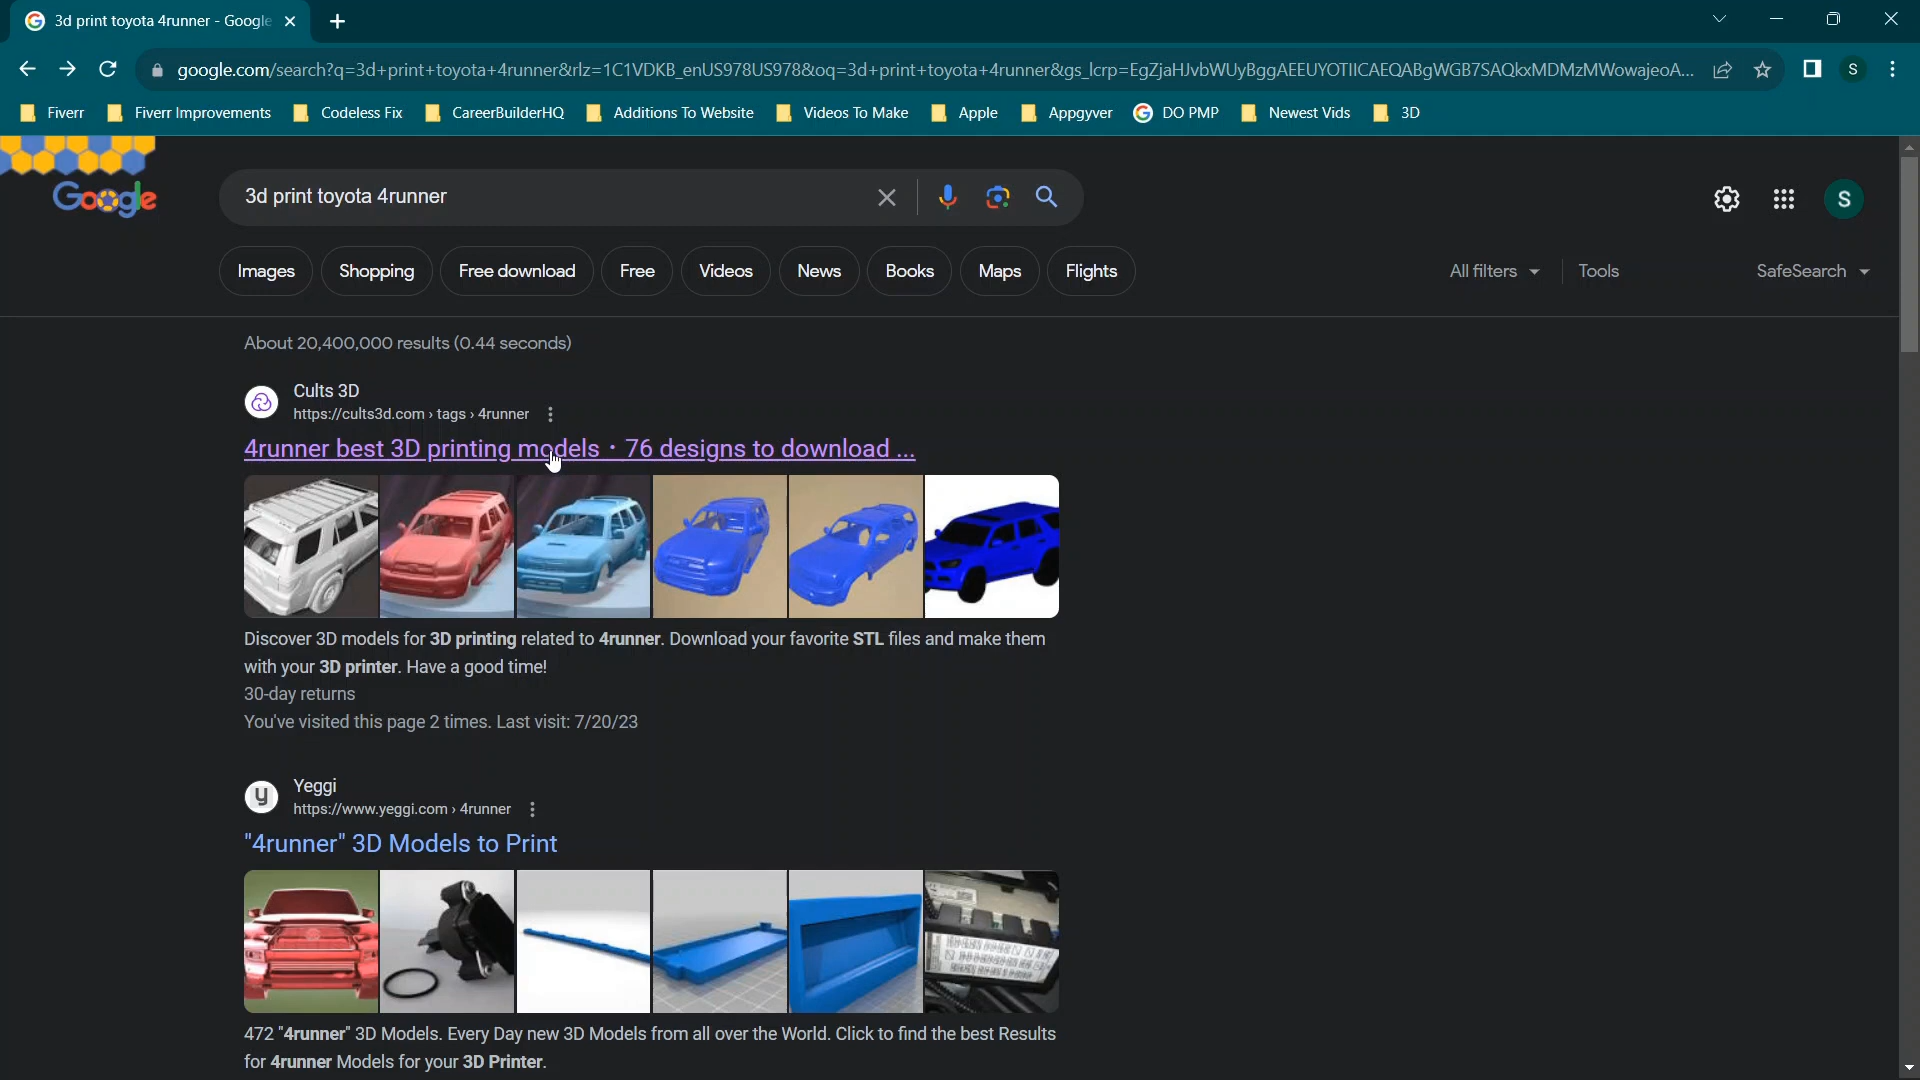 3d print toyota 4runner - Google
google.com/search?q=3d+print+toyota+4runner&rlz=1C1VDKB_enUS978US978&oq=3d+print+toyota+4runner&gs_lcrp=EgZjaHJvbWUyBggAEEUYOTIICAEQABgWGB7SAQkxMDMzMWowajeoA...
S
Fiverr Fiverr Improvements Codeless Fix CareerBuilderHQ Additions To Website Videos To Make Apple Appgyver DO PMP Newest Vids 3D
Google
3d print toyota 4runner
S
Images Shopping Free download Free Videos News Books Maps Flights All filters Tools SafeSearch
About 20,400,000 results (0.44 seconds)
Cults 3D
https://cults3d.com › tags › 4runner
4runner best 3D printing models・76 designs to download ...
Discover 3D models for 3D printing related to 4runner. Download your favorite STL files and make them
with your 3D printer. Have a good time!
30-day returns
You've visited this page 2 times. Last visit: 7/20/23
y
Yeggi
https://www.yeggi.com › 4runner
"4runner" 3D Models to Print
472 "4runner" 3D Models. Every Day new 3D Models from all over the World. Click to find the best Results
for 4runner Models for your 3D Printer.